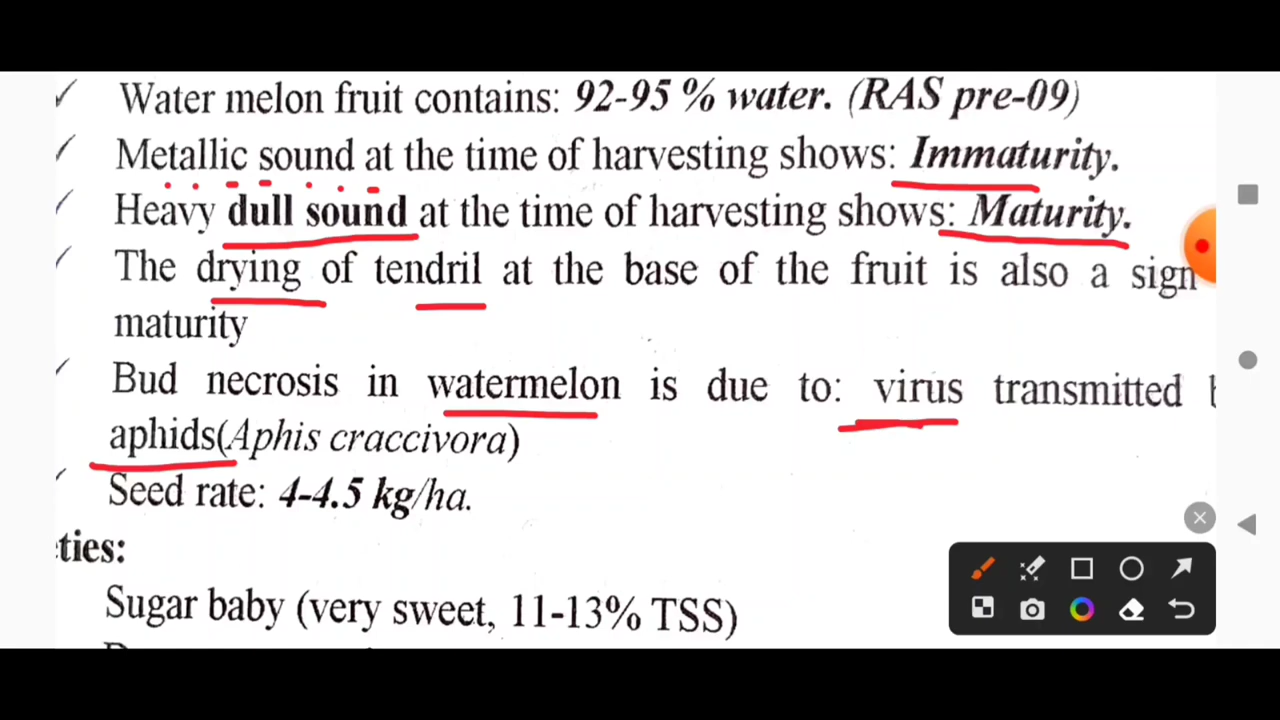 Water melon fruit contains: 92-95 % water. (RAS pre-09)
Metallic sound at the time of harvesting shows: Immaturity.
Heavy dull sound at the time of harvesting shows: Maturity.
The drying of tendril at the base of the fruit is also a sign
maturity
Bud necrosis in watermelon is due to: virus transmitted
aphids(Aphis craccivora)
Seed rate: 4-4.5 kg/ha.
ties:
Sugar baby (very sweet, 11-13% TSS)